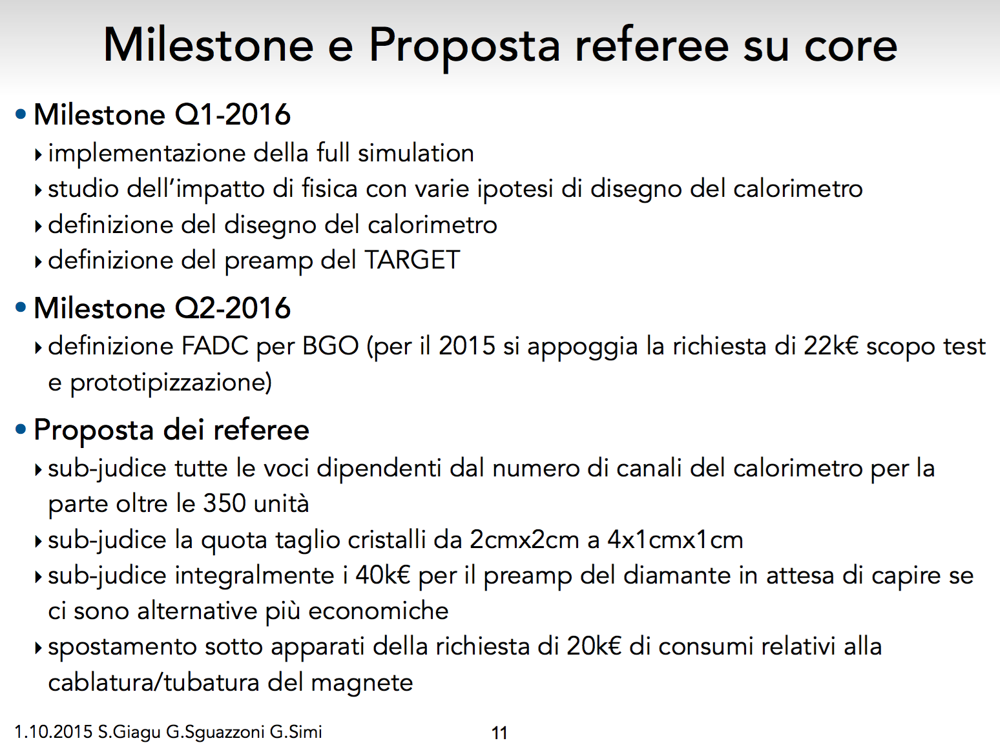 Milestone e Proposta referee su core
• Milestone Q1-2016
‣ implementazione della full simulation
‣ studio dell’impatto di fisica con varie ipotesi di disegno del calorimetro
‣ definizione del disegno del calorimetro
‣ definizione del preamp del TARGET
• Milestone Q2-2016
‣ definizione FADC per BGO (per il 2015 si appoggia la richiesta di 22k€ scopo test
e prototipizzazione)
• Proposta dei referee
‣ sub-judice tutte le voci dipendenti dal numero di canali del calorimetro per la
parte oltre le 350 unità
‣ sub-judice la quota taglio cristalli da 2cmx2cm a 4x1cmx1cm
‣ sub-judice integralmente i 40k€ per il preamp del diamante in attesa di capire se
ci sono alternative più economiche
‣ spostamento sotto apparati della richiesta di 20k€ di consumi relativi alla
cablatura/tubatura del magnete
1.10.2015 S.Giagu G.Sguazzoni G.Simi
11